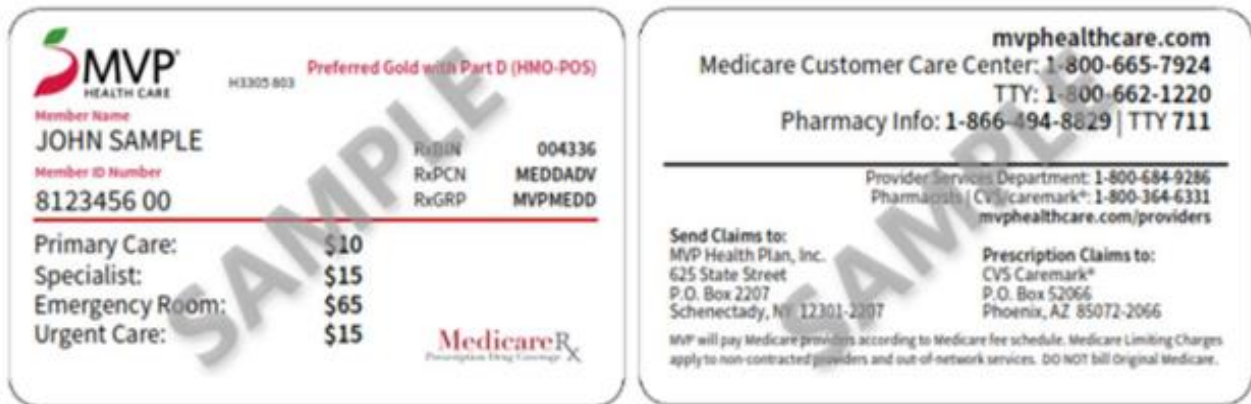 MVP
HEALTH CARE
H3305 803
Preferred Gold with Part D (HMO-POS)
Member Name
JOHN SAMPLE
Member ID Number
8123456 00
RxBIN 004336
RxPCN MEDDADV
RxGRP MVPMEDD
Primary Care: $10
Specialist: $15
Emergency Room: $65
Urgent Care: $15
MedicareRx
Prescription Drug Coverage
SAMPLE
mvphealthcare.com
Medicare Customer Care Center: 1-800-665-7924
TTY: 1-800-662-1220
Pharmacy Info: 1-866-494-8829 | TTY 711
Provider Services Department: 1-800-684-9286
Pharmacists | CVS/caremark®: 1-800-364-6331
mvphealthcare.com/providers
Send Claims to:
MVP Health Plan, Inc.
625 State Street
P.O. Box 2207
Schenectady, NY 12301-2207
Prescription Claims to:
CVS Caremark®
P.O. Box 52066
Phoenix, AZ 85072-2066
MVP will pay Medicare providers according to Medicare fee schedule. Medicare Limiting Charges
apply to non-contracted providers and out-of-network services. DO NOT bill Original Medicare.
SAMPLE